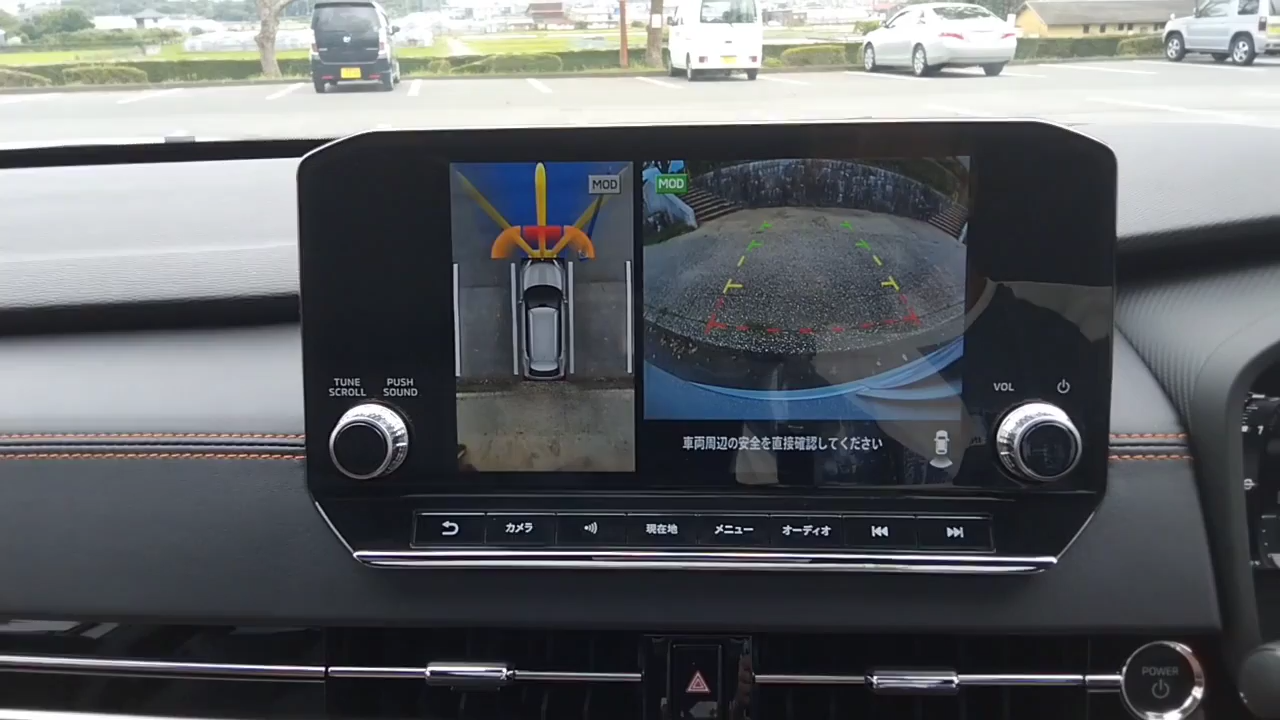 MOD
MOD
TUNE
SCROLL
PUSH
SOUND
VOL
車両周辺の安全を直接確認してください
カメラ
現在地
メニュー
オーディオ
POWER